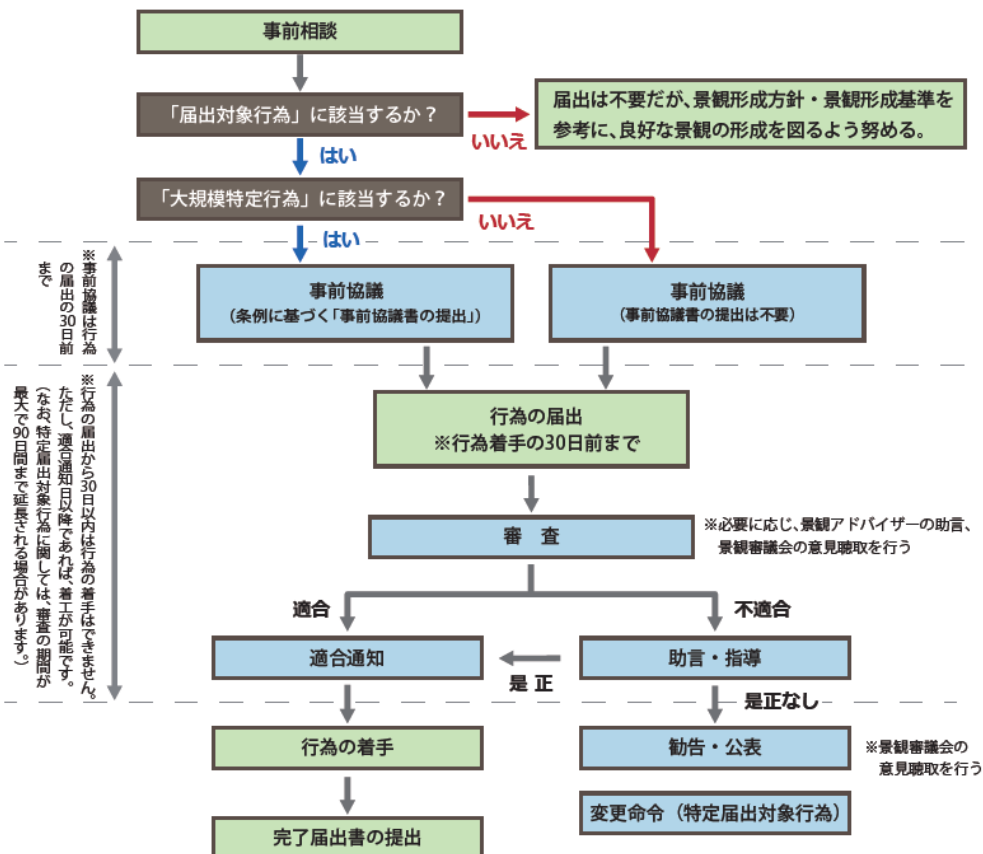 事前相談
「届出対象行為」に該当するか？
いいえ
届出は不要だが、景観形成方針・景観形成基準を
参考に、良好な景観の形成を図るよう努める。
はい
「大規模特定行為」に該当するか？
いいえ
はい
※事前協議は行為
の届出の30日前
まで
事前協議
（条例に基づく「事前協議書の提出」）
事前協議
（事前協議書の提出は不要）
※行為の届出から30日以内は行為の着手はできません。
ただし、適合通知日以降であれば、着工が可能です。
（なお、特定届出対象行為に関しては、審査の期間が
最大で90日間まで延長される場合があります。）
行為の届出
※行為着手の30日前まで
審　査
※必要に応じ、景観アドバイザーの助言、
景観審議会の意見聴取を行う
適合
不適合
適合通知
是 正
助言・指導
是正なし
行為の着手
勧告・公表
※景観審議会の
意見聴取を行う
変更命令（特定届出対象行為）
完了届出書の提出